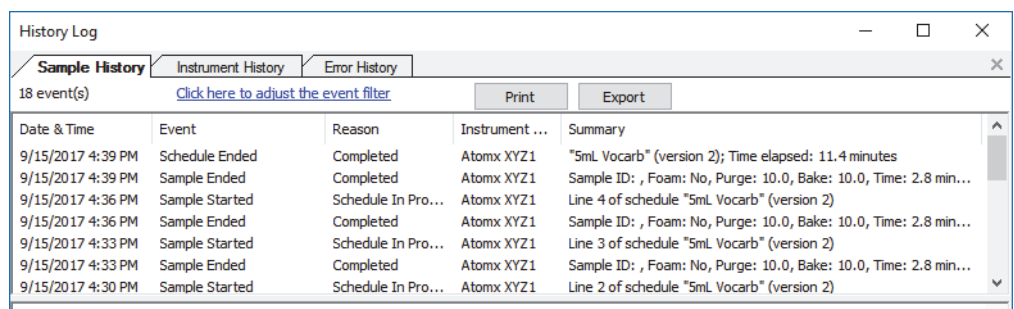 History Log
Sample History Instrument History Error History
18 event(s) Click here to adjust the event filter Print Export
Date & Time Event Reason Instrument ... Summary
9/15/2017 4:39 PM Schedule Ended Completed Atomx XYZ1 "5mL Vocarb" (version 2); Time elapsed: 11.4 minutes
9/15/2017 4:39 PM Sample Ended Completed Atomx XYZ1 Sample ID: , Foam: No, Purge: 10.0, Bake: 10.0, Time: 2.8 min...
9/15/2017 4:36 PM Sample Started Schedule In Pro... Atomx XYZ1 Line 4 of schedule "5mL Vocarb" (version 2)
9/15/2017 4:36 PM Sample Ended Completed Atomx XYZ1 Sample ID: , Foam: No, Purge: 10.0, Bake: 10.0, Time: 2.8 min...
9/15/2017 4:33 PM Sample Started Schedule In Pro... Atomx XYZ1 Line 3 of schedule "5mL Vocarb" (version 2)
9/15/2017 4:33 PM Sample Ended Completed Atomx XYZ1 Sample ID: , Foam: No, Purge: 10.0, Bake: 10.0, Time: 2.8 min...
9/15/2017 4:30 PM Sample Started Schedule In Pro... Atomx XYZ1 Line 2 of schedule "5mL Vocarb" (version 2)